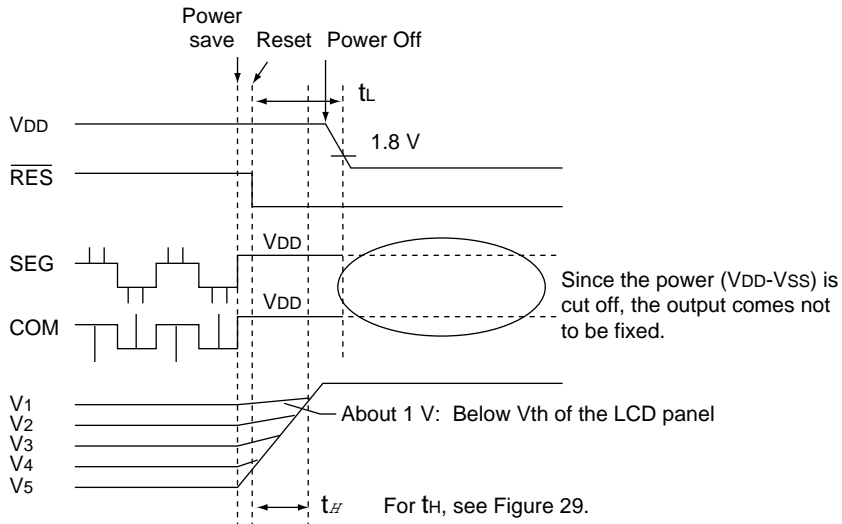 Power
save Reset Power Off
tL
VDD
1.8 V
RES
VDD
SEG
Since the power (VDD-VSS) is
cut off, the output comes not
to be fixed.
VDD
COM
V1
About 1 V: Below Vth of the LCD panel
V2
V3
V4
V5
tH For tH, see Figure 29.